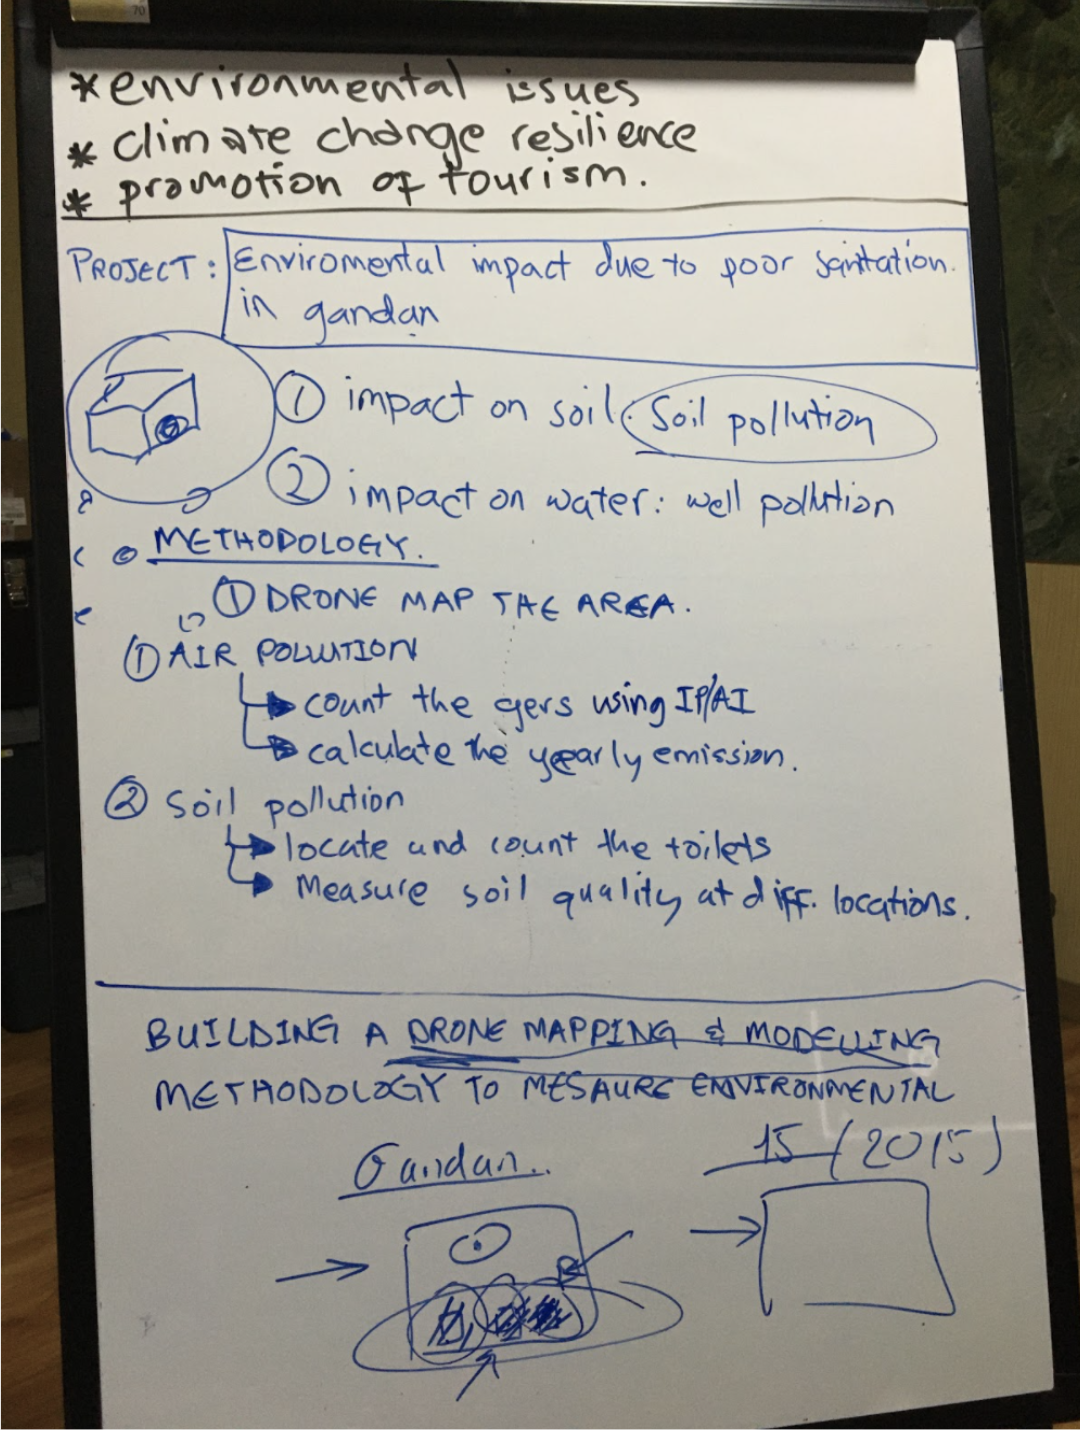 * environmental issues
* climate change resilience
* promotion of tourism.
PROJECT: Enviromental impact due to poor sanitation.
in gandan
① impact on soil: Soil pollution
② impact on water: well pollution
METHODOLOGY.
① DRONE MAP THE AREA.
① AIR POLLUTION
count the gers using IP/AI
calculate the yearly emission.
② Soil pollution
locate and count the toilets
Measure soil quality at diff. locations.
BUILDING A DRONE MAPPING & MODELLING
METHODOLOGY TO MESAURE ENVIRONMENTAL
Gandan..
15 (2015)